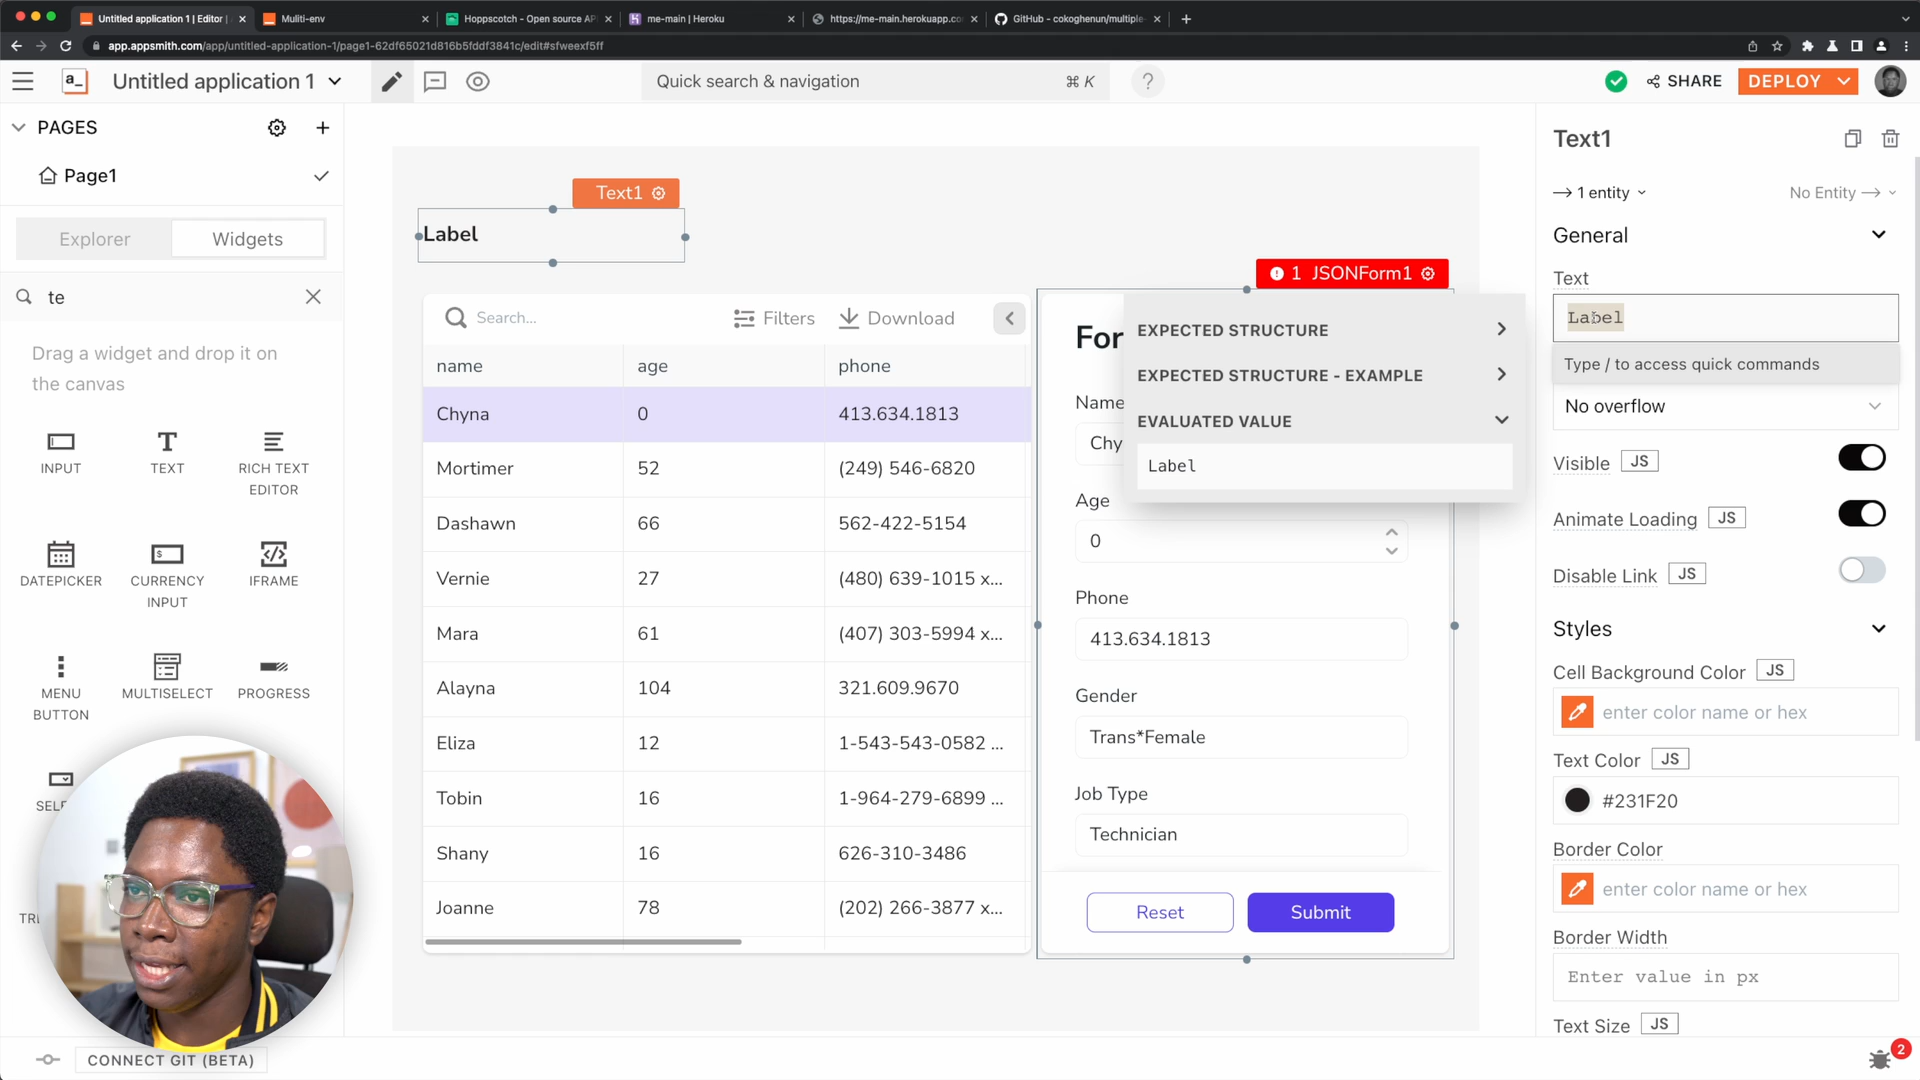 Untitled application 1 | Editor |
Muliti-env
Hoppscotch - Open source API
me-main | Heroku
https://me-main.herokuapp.co
GitHub - cokoghenun/multiple-
app.appsmith.com/app/untitled-application-1/page1-62df65021d816b5fddf3841c/edit#sfweexf5ff
a_
Untitled application 1
Quick search & navigation
⌘ K
?
SHARE
DEPLOY
PAGES
Page1
Explorer
Widgets
te
Drag a widget and drop it on
the canvas
INPUT
TEXT
RICH TEXT
EDITOR
DATEPICKER
CURRENCY
INPUT
IFRAME
MENU
BUTTON
MULTISELECT
PROGRESS
CONNECT GIT (BETA)
Text1
Label
1 JSONForm1
Search...
Filters
Download
name
age
phone
Chyna
0
413.634.1813
Mortimer
52
(249) 546-6820
Dashawn
66
562-422-5154
Vernie
27
(480) 639-1015 x...
Mara
61
(407) 303-5994 x...
Alayna
104
321.609.9670
Eliza
12
1-543-543-0582 ...
Tobin
16
1-964-279-6899 ...
Shany
16
626-310-3486
Joanne
78
(202) 266-3877 x...
For
Name
Chy
Age
0
Phone
413.634.1813
Gender
Trans*Female
Job Type
Technician
Reset
Submit
EXPECTED STRUCTURE
EXPECTED STRUCTURE - EXAMPLE
EVALUATED VALUE
Label
Text1
1 entity
No Entity
General
Text
Label
Type / to access quick commands
No overflow
Visible
JS
Animate Loading
JS
Disable Link
JS
Styles
Cell Background Color
JS
enter color name or hex
Text Color
JS
#231F20
Border Color
enter color name or hex
Border Width
Enter value in px
Text Size
JS
2